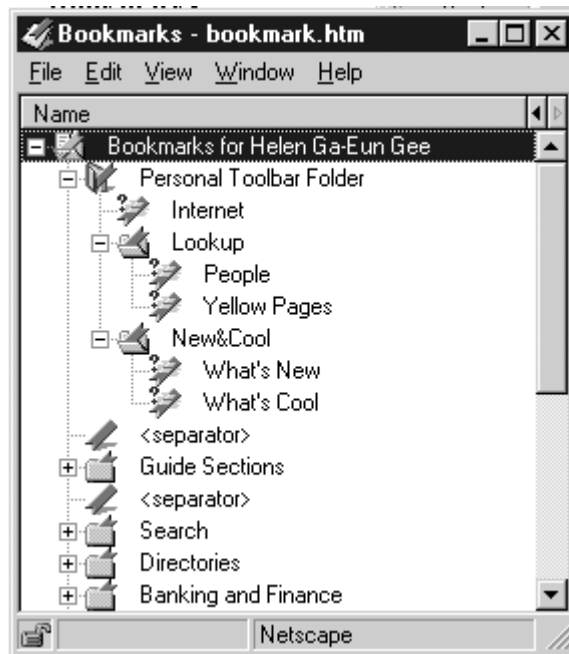 Bookmarks - bookmark.htm
File Edit View Window Help
Name
Bookmarks for Helen Ga-Eun Gee
Personal Toolbar Folder
Internet
Lookup
People
Yellow Pages
New&Cool
What's New
What's Cool
<separator>
Guide Sections
<separator>
Search
Directories
Banking and Finance
Netscape